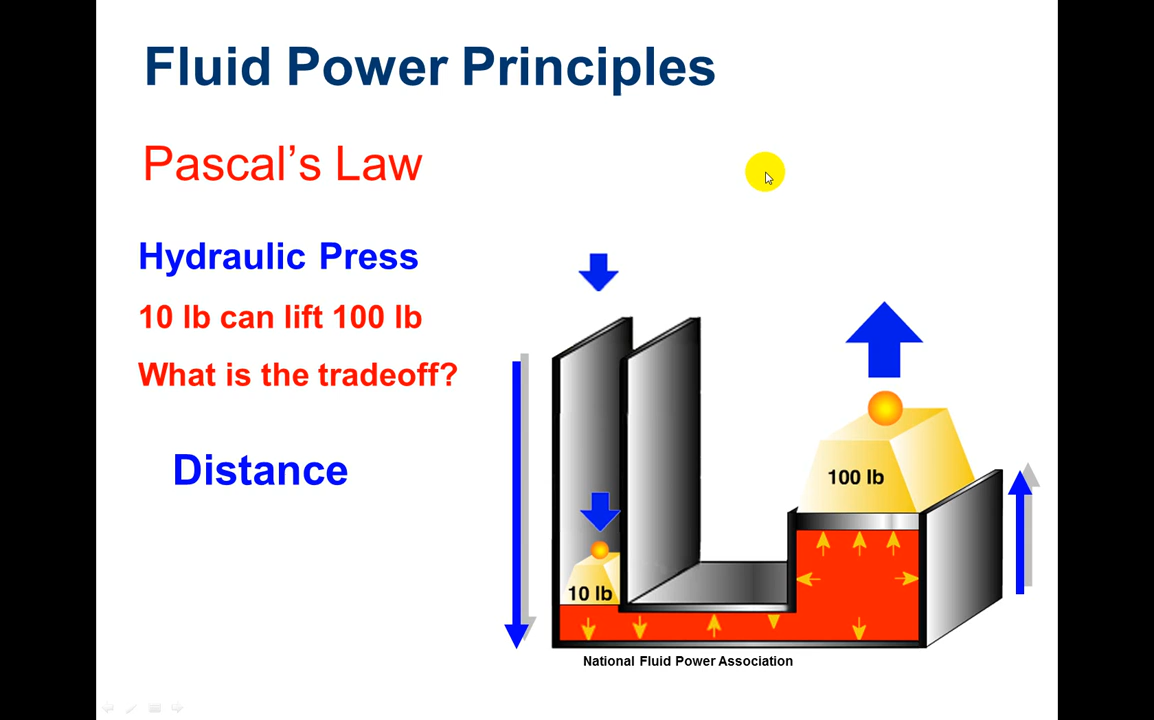 Fluid Power Principles
Pascal’s Law
Hydraulic Press
10 lb can lift 100 lb
What is the tradeoff?
Distance
100 lb
10 lb
National Fluid Power Association